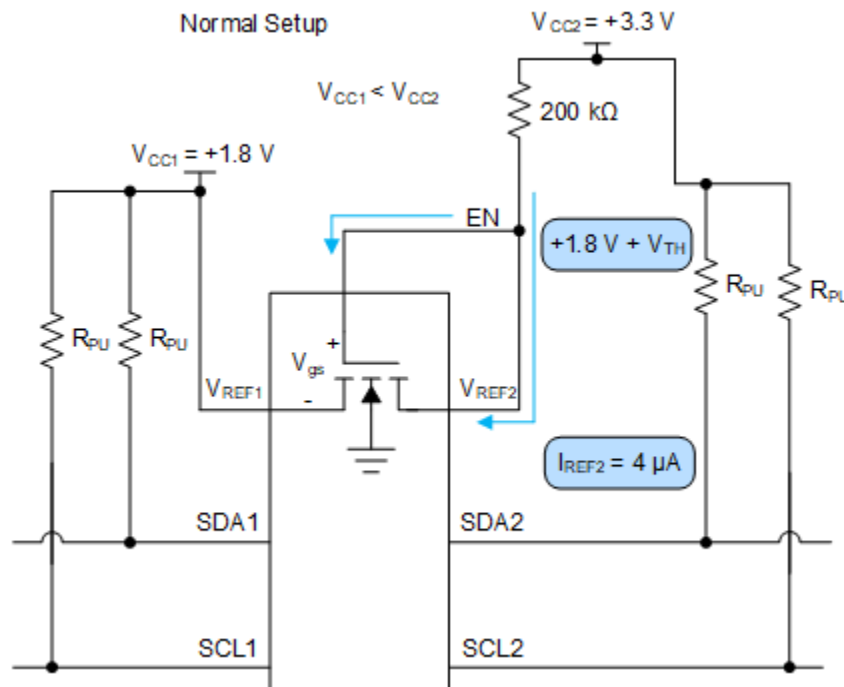 Normal Setup
VCC2 = +3.3 V
VCC1 < VCC2
200 kΩ
VCC1 = +1.8 V
EN
+1.8 V + VTH
RPU
RPU
RPU
RPU
+
Vgs
-
VREF1
VREF2
IREF2 = 4 µA
SDA1
SDA2
SCL1
SCL2